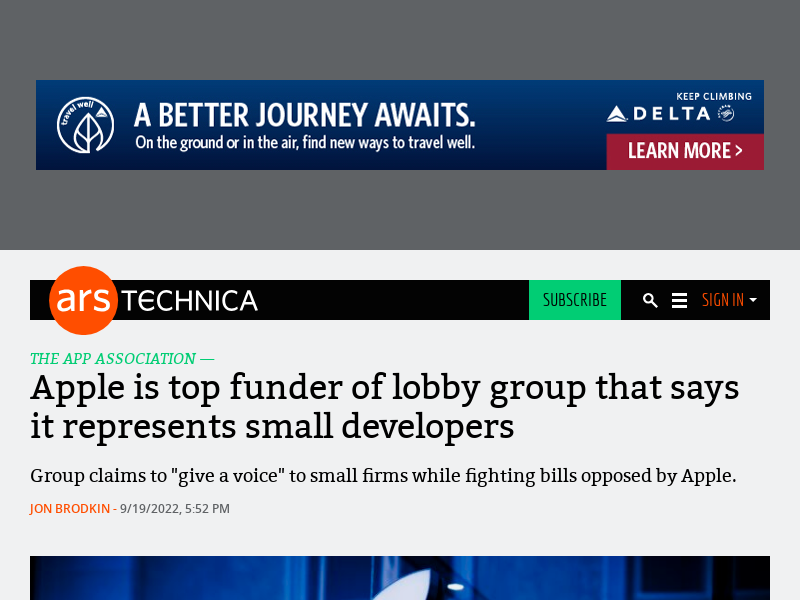 travel well
A BETTER JOURNEY AWAITS.
On the ground or in the air, find new ways to travel well.
KEEP CLIMBING
DELTA
LEARN MORE >
ars TECHNICA
SUBSCRIBE
SIGN IN
THE APP ASSOCIATION —
Apple is top funder of lobby group that says
it represents small developers
Group claims to "give a voice" to small firms while fighting bills opposed by Apple.
JON BRODKIN - 9/19/2022, 5:52 PM